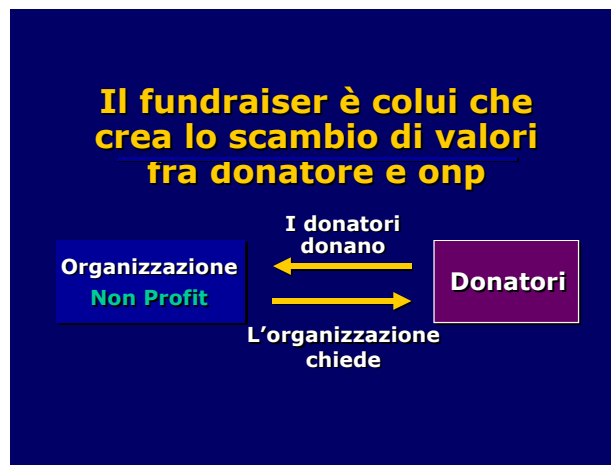 Il fundraiser è colui che
crea lo scambio di valori
fra donatore e onp
I donatori
donano
Organizzazione
Non Profit
Donatori
L'organizzazione
chiede